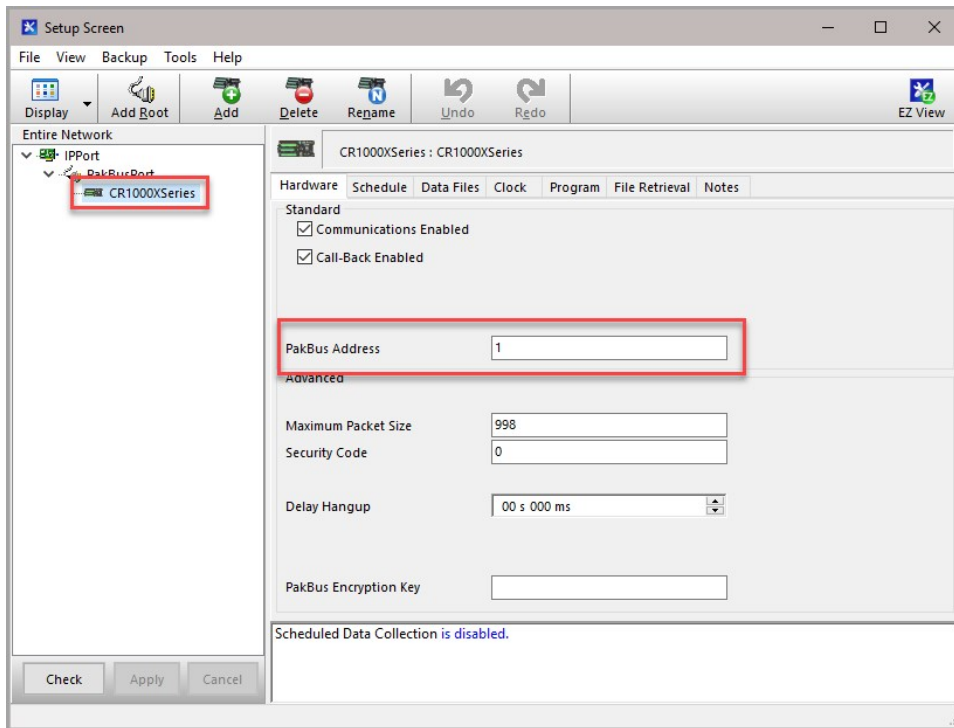 Setup Screen
File View Backup Tools Help
Display Add Root Add Delete Rename Undo Redo EZ View
Entire Network
IPPort
PakBusPort
CR1000XSeries
Check Apply Cancel
CR1000XSeries : CR1000XSeries
Hardware Schedule Data Files Clock Program File Retrieval Notes
Standard
Communications Enabled
Call-Back Enabled
PakBus Address 1
Advanced
Maximum Packet Size 998
Security Code 0
Delay Hangup 00 s 000 ms
PakBus Encryption Key
Scheduled Data Collection is disabled.